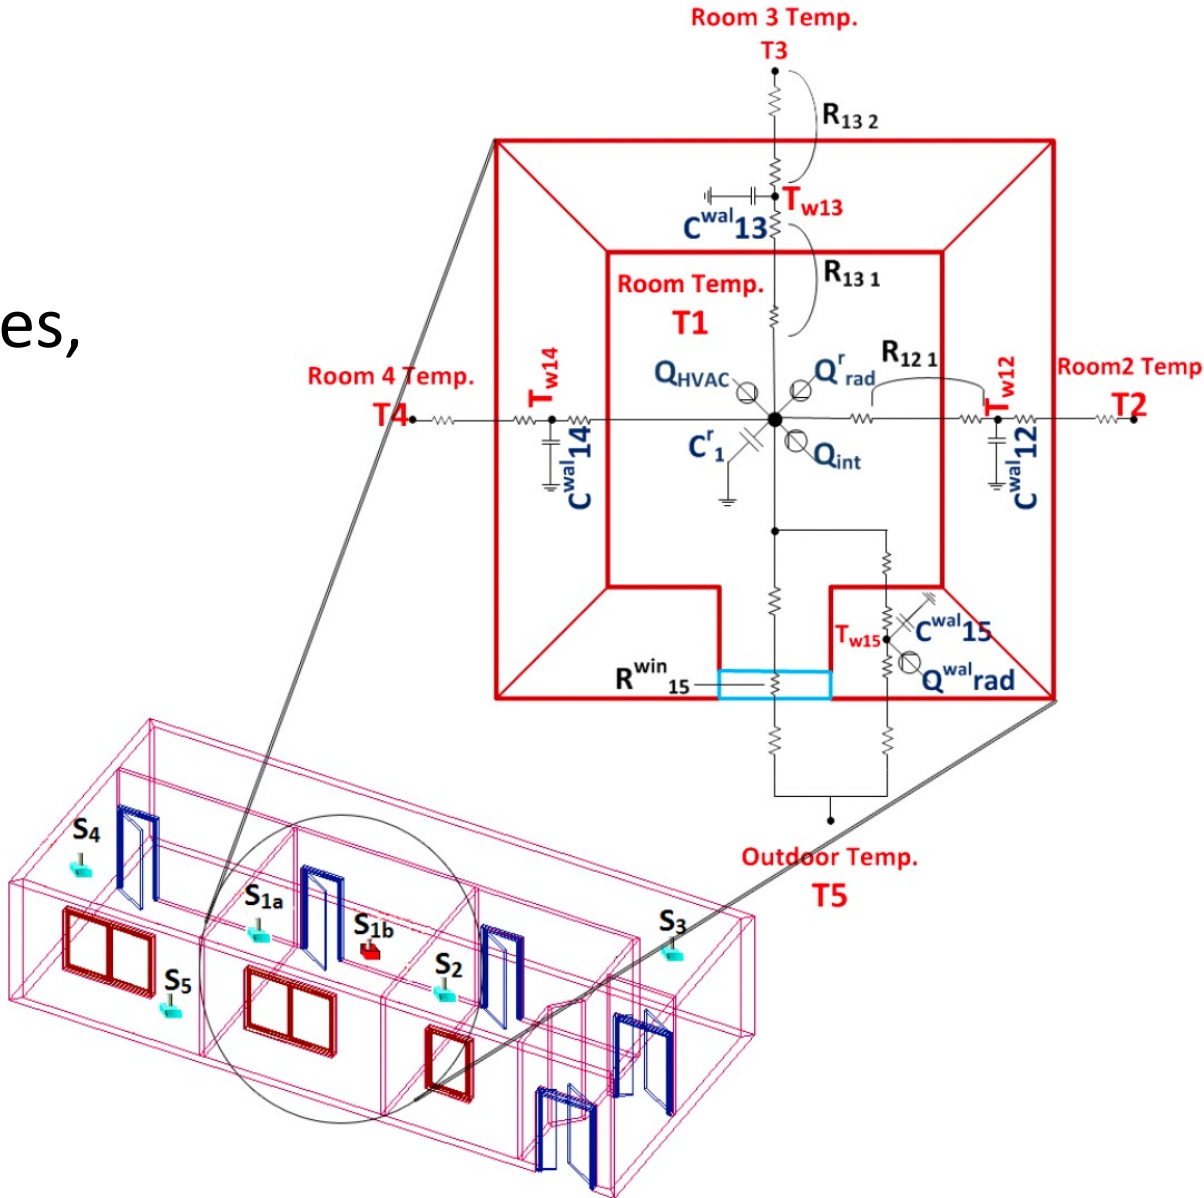 Room 3 Temp.
T3
R13 2
Tw13
Cwal13
R13 1
Room Temp.
T1
es,
Room 4 Temp.
T4
Tw14
Cwal14
QHVAC
Qrrad
R12 1
Cr1
Qint
Tw12
Cwal12
Room2 Temp
T2
Tw15
Cwal15
Rwin15
Qwalrad
Outdoor Temp.
T5
S4
S1a
S1b
S2
S3
S5